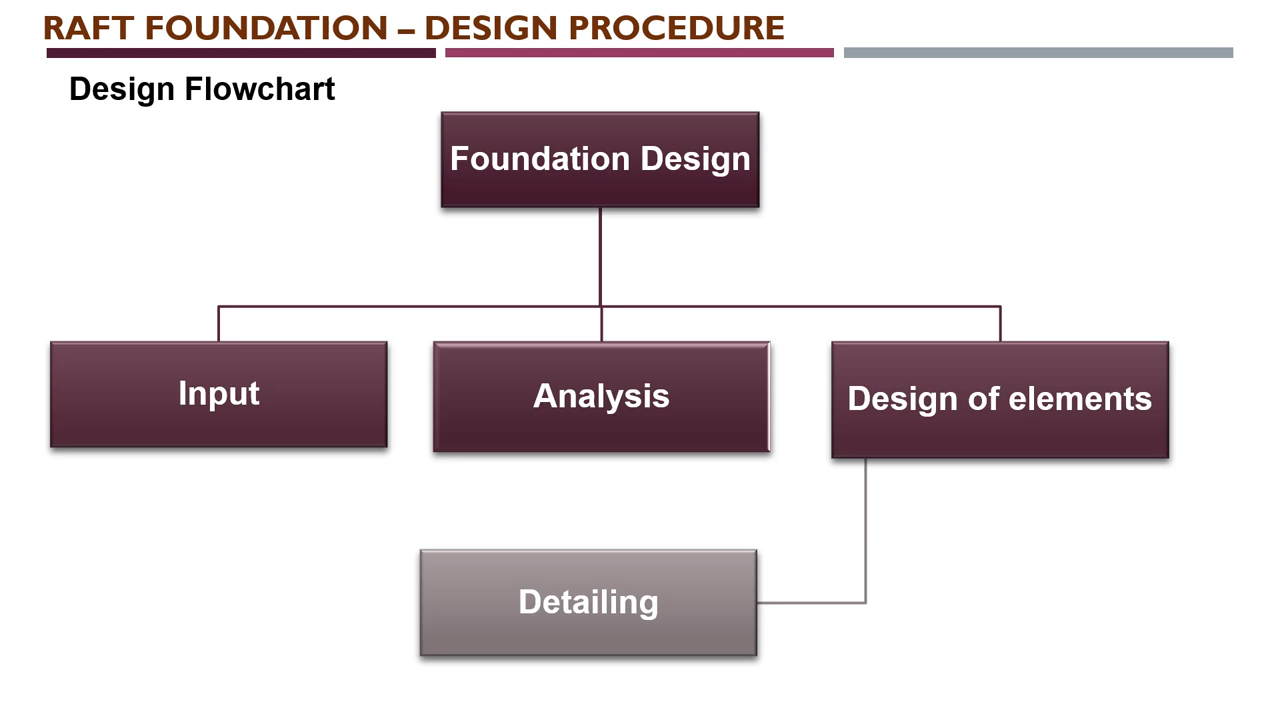 RAFT FOUNDATION – DESIGN PROCEDURE
Design Flowchart
Foundation Design
Input
Analysis
Design of elements
Detailing